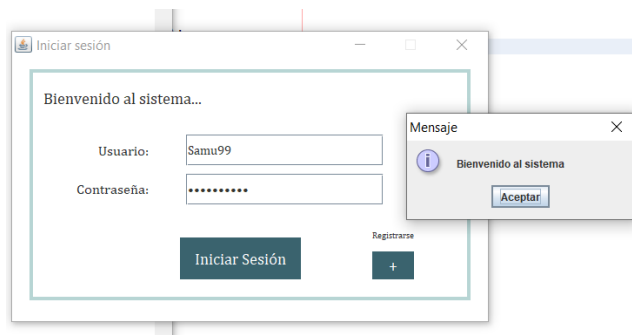 Iniciar sesión
Bienvenido al sistema...
Usuario:
Samu99
Contraseña:
••••••••••
Iniciar Sesión
Registrarse
+
Mensaje
Bienvenido al sistema
Aceptar